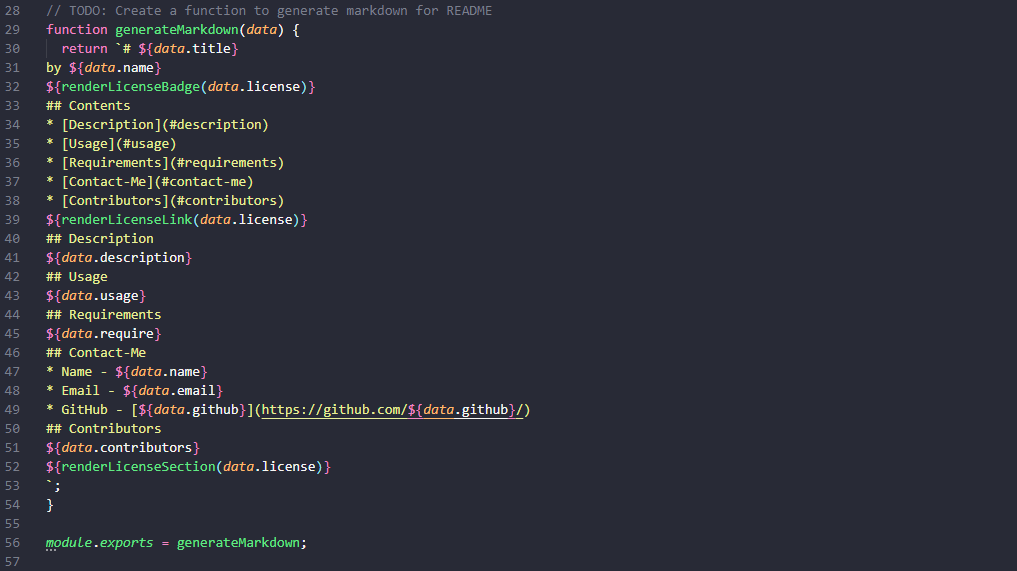 28 // TODO: Create a function to generate markdown for README
29 function generateMarkdown(data) {
30   return `# ${data.title}
31 by ${data.name}
32 ${renderLicenseBadge(data.license)}
33 ## Contents
34 * [Description](#description)
35 * [Usage](#usage)
36 * [Requirements](#requirements)
37 * [Contact-Me](#contact-me)
38 * [Contributors](#contributors)
39 ${renderLicenseLink(data.license)}
40 ## Description
41 ${data.description}
42 ## Usage
43 ${data.usage}
44 ## Requirements
45 ${data.require}
46 ## Contact-Me
47 * Name - ${data.name}
48 * Email - ${data.email}
49 * GitHub - [${data.github}](https://github.com/${data.github}/)
50 ## Contributors
51 ${data.contributors}
52 ${renderLicenseSection(data.license)}
53 `;
54 }
55
56 module.exports = generateMarkdown;
57